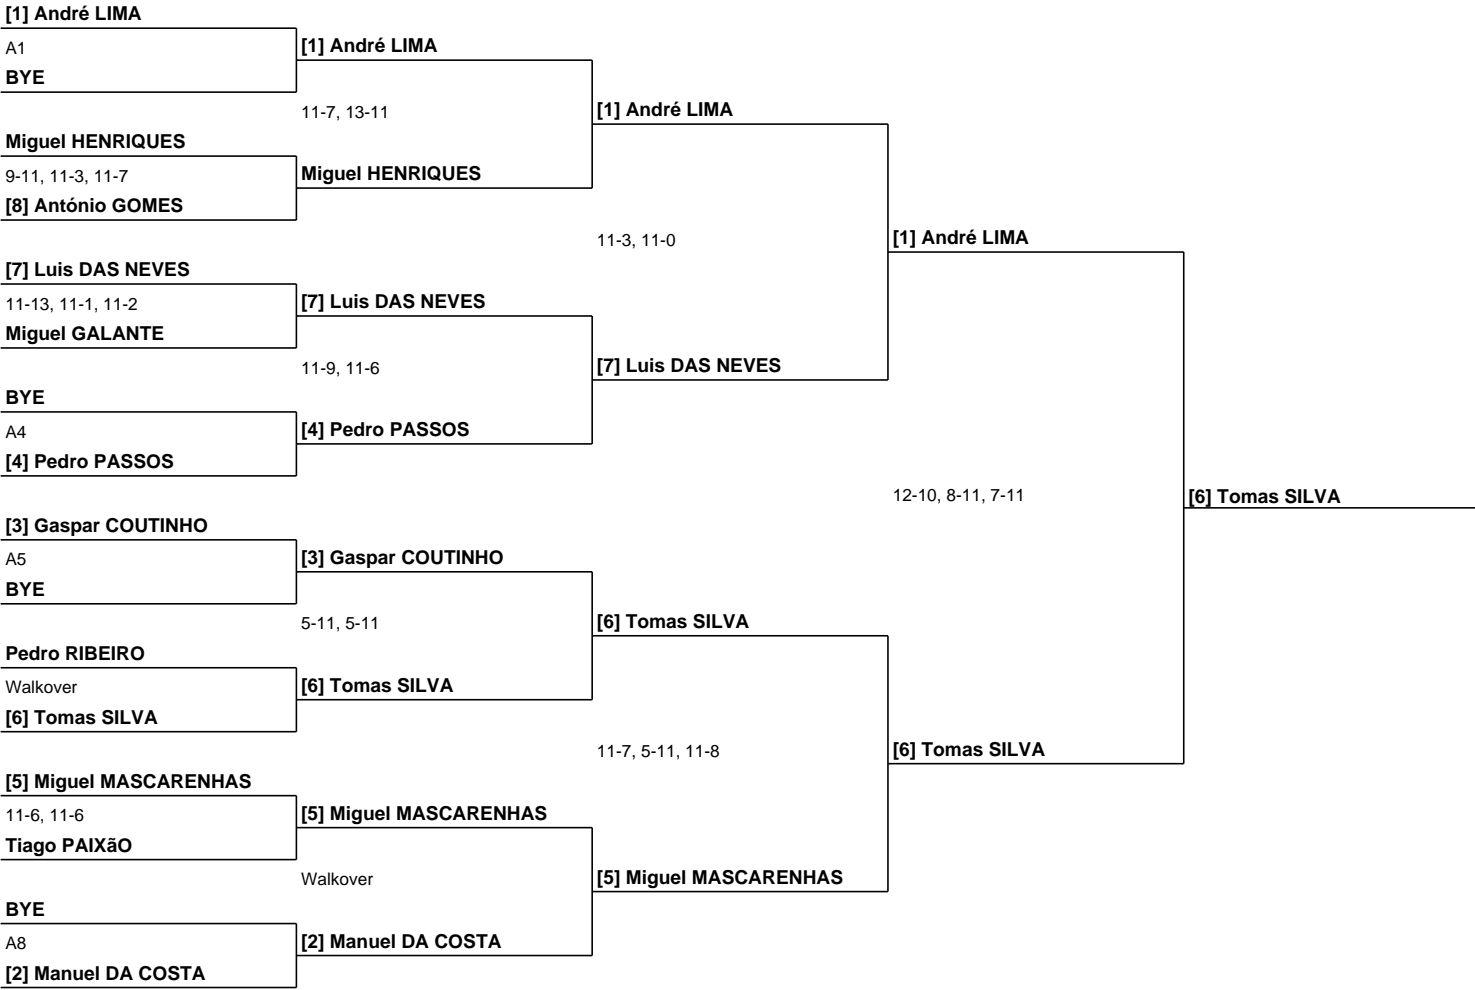 [1] André LIMA
A1
[1] André LIMA
BYE
11-7, 13-11
[1] André LIMA
Miguel HENRIQUES
9-11, 11-3, 11-7
Miguel HENRIQUES
[8] António GOMES
11-3, 11-0
[1] André LIMA
[7] Luis DAS NEVES
11-13, 11-1, 11-2
[7] Luis DAS NEVES
Miguel GALANTE
11-9, 11-6
[7] Luis DAS NEVES
BYE
A4
[4] Pedro PASSOS
[4] Pedro PASSOS
12-10, 8-11, 7-11
[6] Tomas SILVA
[3] Gaspar COUTINHO
A5
[3] Gaspar COUTINHO
BYE
5-11, 5-11
[6] Tomas SILVA
Pedro RIBEIRO
Walkover
[6] Tomas SILVA
[6] Tomas SILVA
11-7, 5-11, 11-8
[6] Tomas SILVA
[5] Miguel MASCARENHAS
11-6, 11-6
[5] Miguel MASCARENHAS
Tiago PAIXãO
Walkover
[5] Miguel MASCARENHAS
BYE
A8
[2] Manuel DA COSTA
[2] Manuel DA COSTA